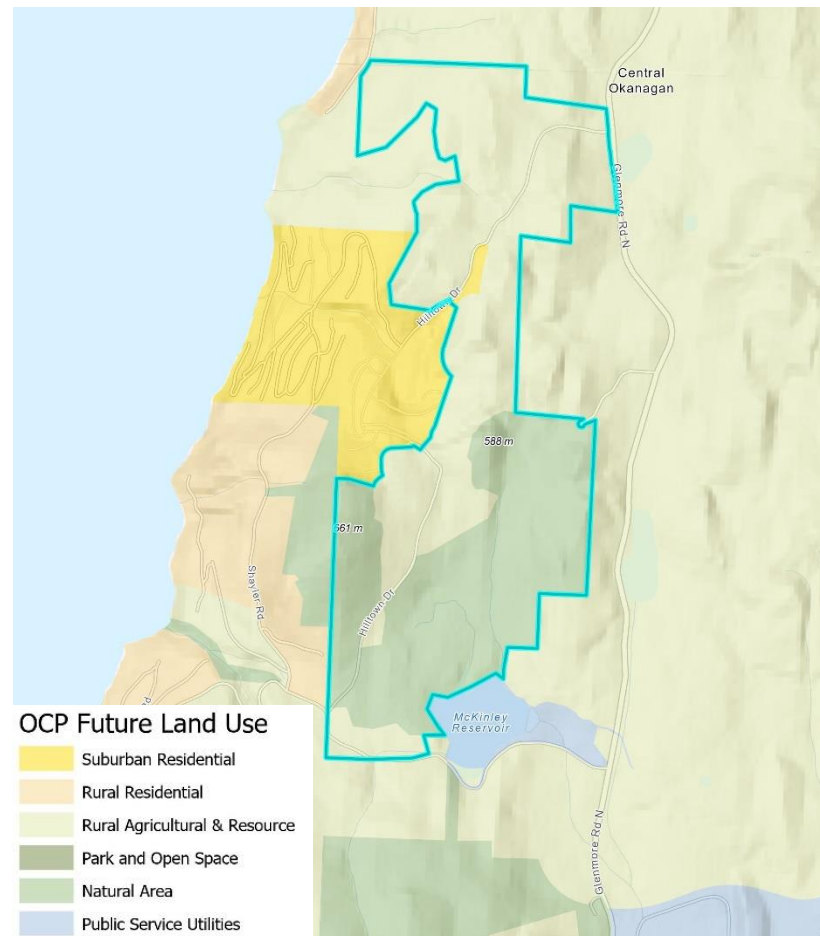 Central
Okanagan
Glenmore Rd N
Hilltown Dr
588 m
661 m
Shayler Rd
Hilltown Dr
Rd
McKinley
Reservoir
Glenmore Rd N
OCP Future Land Use
Suburban Residential
Rural Residential
Rural Agricultural & Resource
Park and Open Space
Natural Area
Public Service Utilities